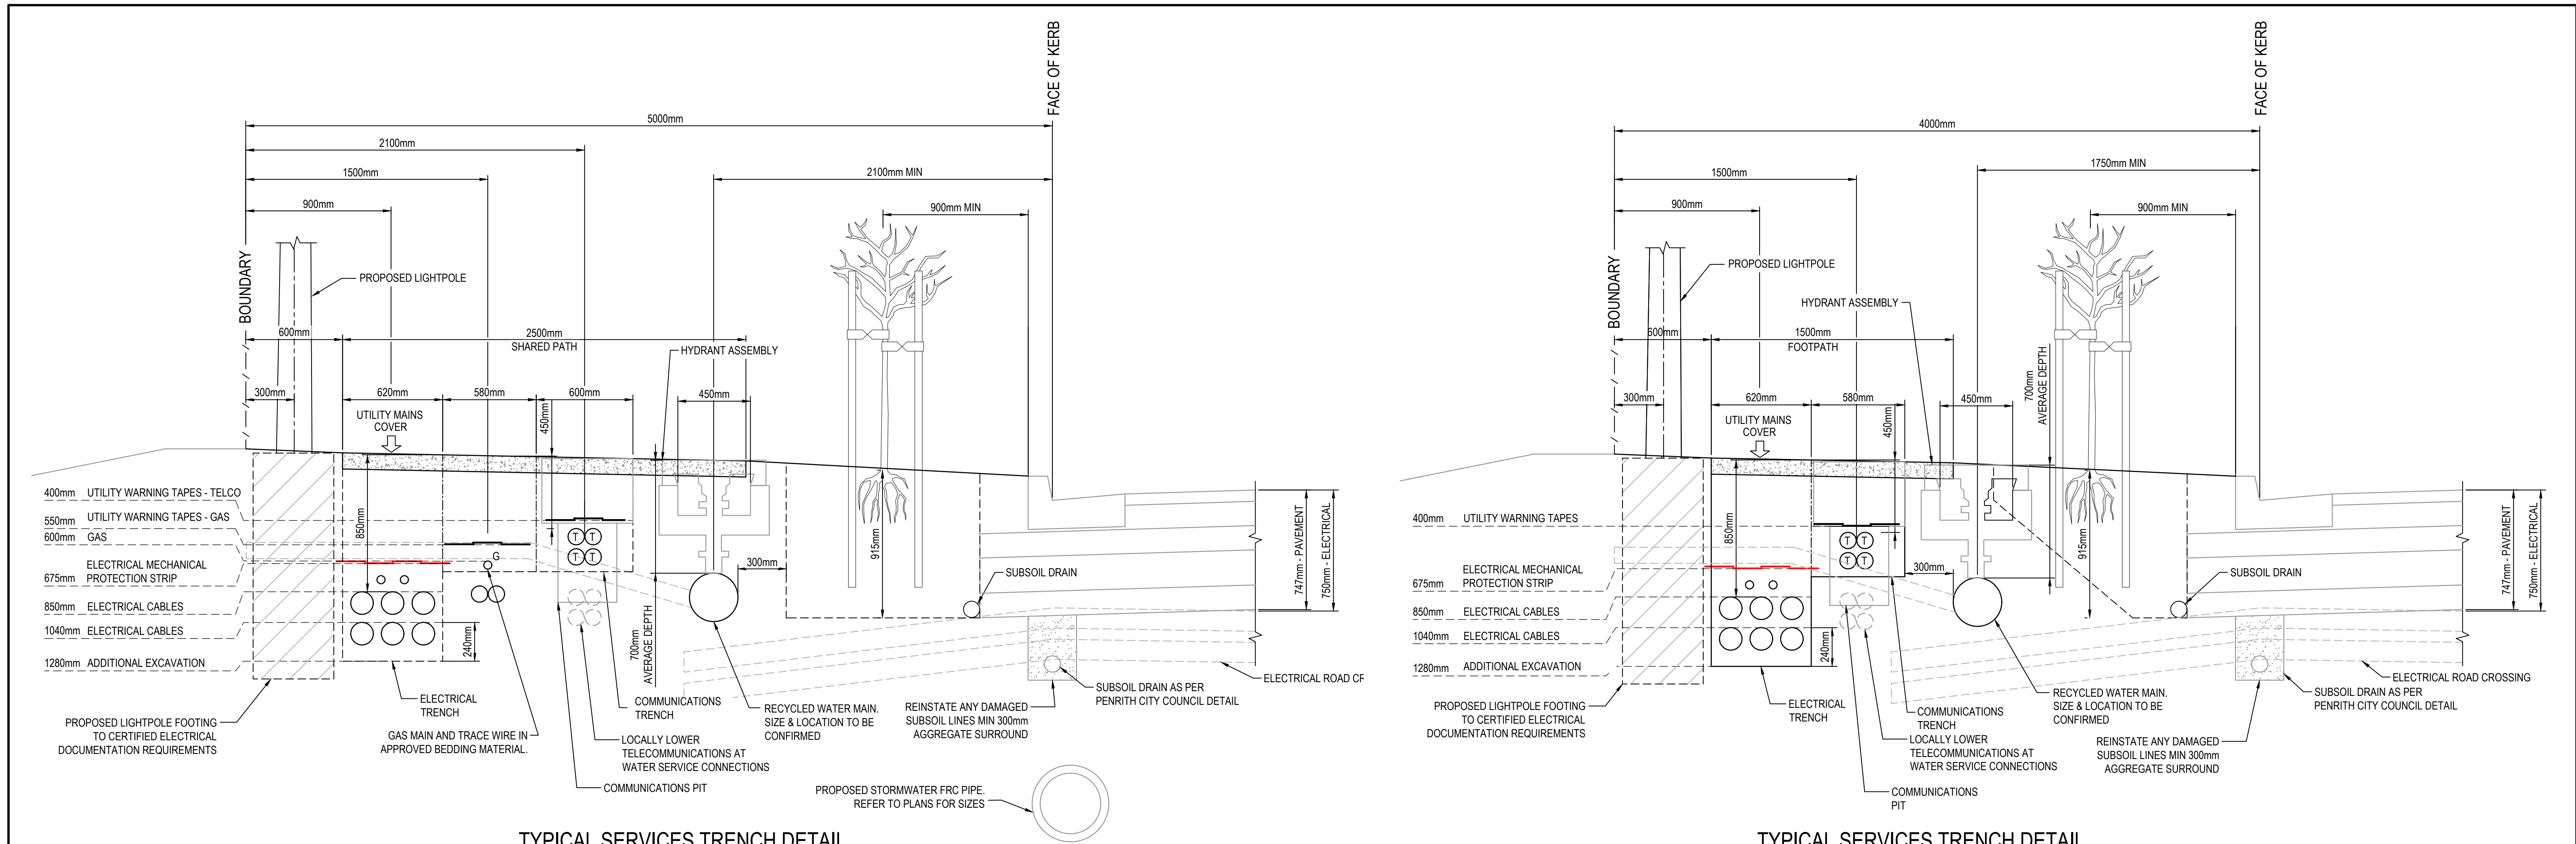 FACE OF KERB
5000mm
2100mm
1500mm
2100mm MIN
900mm
900mm MIN
BOUNDARY
PROPOSED LIGHTPOLE
600mm
2500mm
SHARED PATH
HYDRANT ASSEMBLY
300mm
620mm
580mm
600mm
450mm
450mm
UTILITY MAINS
COVER
400mm UTILITY WARNING TAPES - TELCO
550mm UTILITY WARNING TAPES - GAS
600mm GAS
ELECTRICAL MECHANICAL
675mm PROTECTION STRIP
850mm ELECTRICAL CABLES
1040mm ELECTRICAL CABLES
1280mm ADDITIONAL EXCAVATION
850mm
G
T T
T T
300mm
915mm
SUBSOIL DRAIN
747mm - PAVEMENT
750mm - ELECTRICAL
240mm
700mm
AVERAGE DEPTH
ELECTRICAL ROAD CR
ELECTRICAL
TRENCH
COMMUNICATIONS
TRENCH
RECYCLED WATER MAIN.
SIZE & LOCATION TO BE
CONFIRMED
SUBSOIL DRAIN AS PER
PENRITH CITY COUNCIL DETAIL
REINSTATE ANY DAMAGED
SUBSOIL LINES MIN 300mm
AGGREGATE SURROUND
PROPOSED LIGHTPOLE FOOTING
TO CERTIFIED ELECTRICAL
DOCUMENTATION REQUIREMENTS
GAS MAIN AND TRACE WIRE IN
APPROVED BEDDING MATERIAL.
LOCALLY LOWER
TELECOMMUNICATIONS AT
WATER SERVICE CONNECTIONS
COMMUNICATIONS PIT
PROPOSED STORMWATER FRC PIPE.
REFER TO PLANS FOR SIZES
TYPICAL SERVICES TRENCH DETAIL
FACE OF KERB
4000mm
1500mm
1750mm MIN
900mm
900mm MIN
BOUNDARY
PROPOSED LIGHTPOLE
HYDRANT ASSEMBLY
600mm
1500mm
FOOTPATH
300mm
620mm
580mm
450mm
450mm
700mm
AVERAGE DEPTH
UTILITY MAINS
COVER
400mm UTILITY WARNING TAPES
ELECTRICAL MECHANICAL
675mm PROTECTION STRIP
850mm ELECTRICAL CABLES
1040mm ELECTRICAL CABLES
1280mm ADDITIONAL EXCAVATION
850mm
T T
T T
300mm
915mm
SUBSOIL DRAIN
747mm - PAVEMENT
750mm - ELECTRICAL
240mm
ELECTRICAL ROAD CROSSING
ELECTRICAL
TRENCH
COMMUNICATIONS
TRENCH
RECYCLED WATER MAIN.
SIZE & LOCATION TO BE
CONFIRMED
SUBSOIL DRAIN AS PER
PENRITH CITY COUNCIL DETAIL
PROPOSED LIGHTPOLE FOOTING
TO CERTIFIED ELECTRICAL
DOCUMENTATION REQUIREMENTS
LOCALLY LOWER
TELECOMMUNICATIONS AT
WATER SERVICE CONNECTIONS
REINSTATE ANY DAMAGED
SUBSOIL LINES MIN 300mm
AGGREGATE SURROUND
COMMUNICATIONS
PIT
TYPICAL SERVICES TRENCH DETAIL